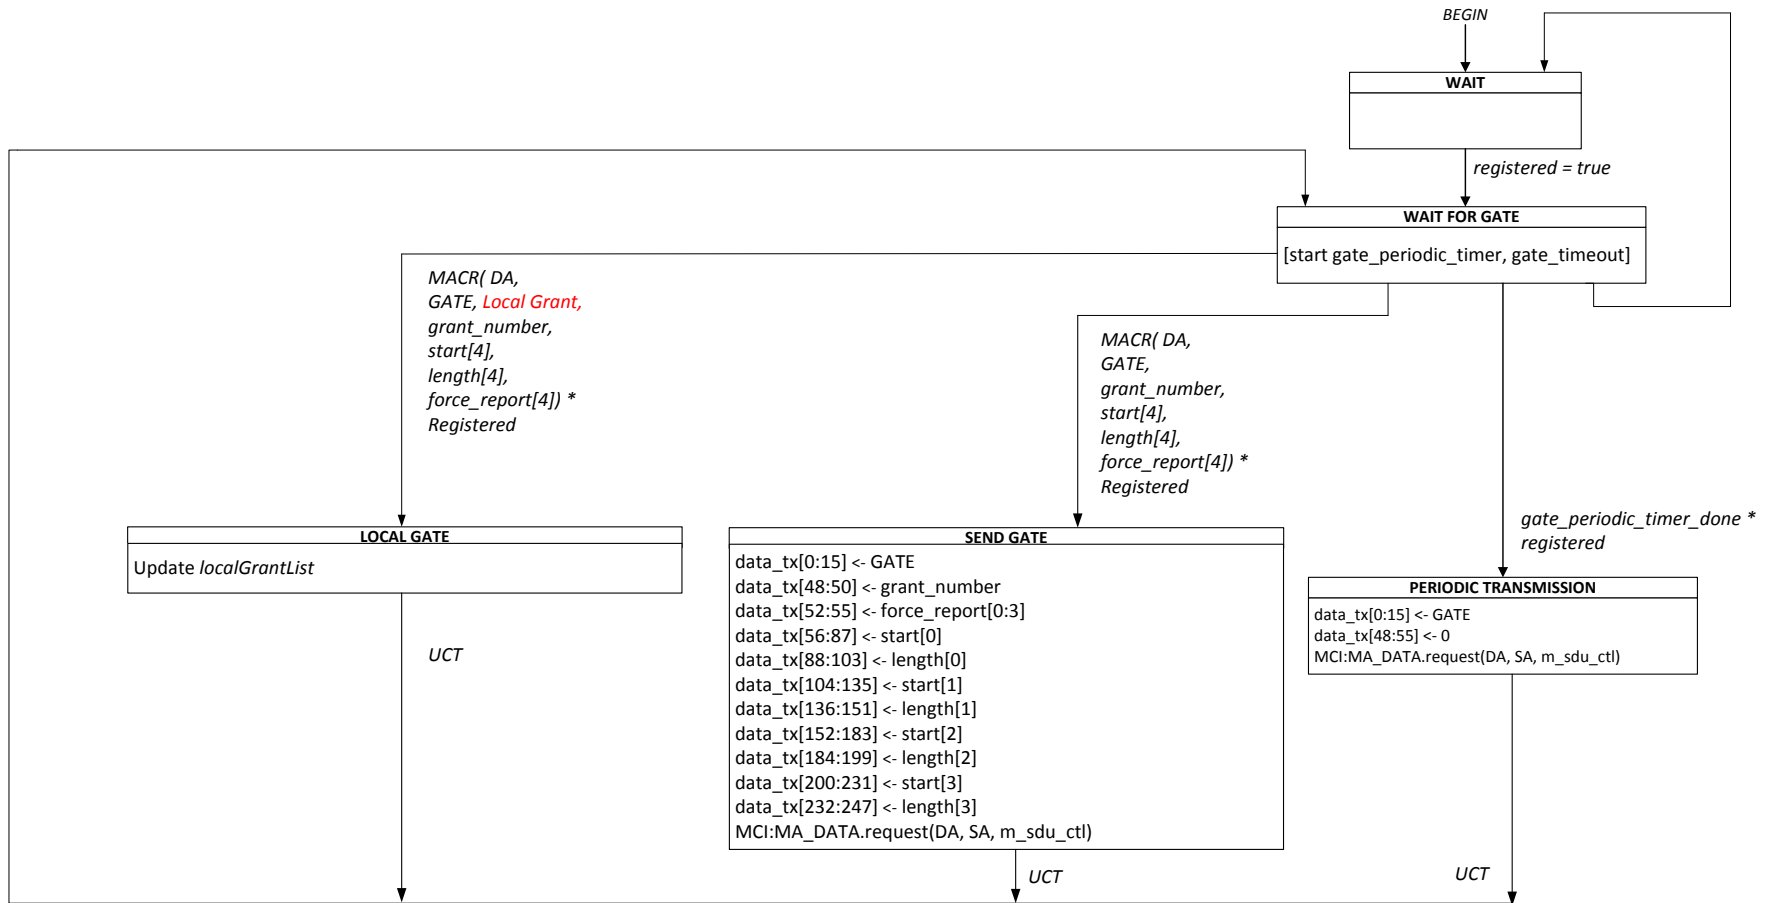 BEGIN
WAIT
registered = true
WAIT FOR GATE
[start gate_periodic_timer, gate_timeout]
MACR( DA,
GATE, Local Grant,
grant_number,
start[4],
length[4],
force_report[4]) *
Registered
MACR( DA,
GATE,
grant_number,
start[4],
length[4],
force_report[4]) *
Registered
gate_periodic_timer_done *
registered
LOCAL GATE
Update localGrantList
UCT
SEND GATE
data_tx[0:15] <- GATE
data_tx[48:50] <- grant_number
data_tx[52:55] <- force_report[0:3]
data_tx[56:87] <- start[0]
data_tx[88:103] <- length[0]
data_tx[104:135] <- start[1]
data_tx[136:151] <- length[1]
data_tx[152:183] <- start[2]
data_tx[184:199] <- length[2]
data_tx[200:231] <- start[3]
data_tx[232:247] <- length[3]
MCI:MA_DATA.request(DA, SA, m_sdu_ctl)
UCT
PERIODIC TRANSMISSION
data_tx[0:15] <- GATE
data_tx[48:55] <- 0
MCI:MA_DATA.request(DA, SA, m_sdu_ctl)
UCT